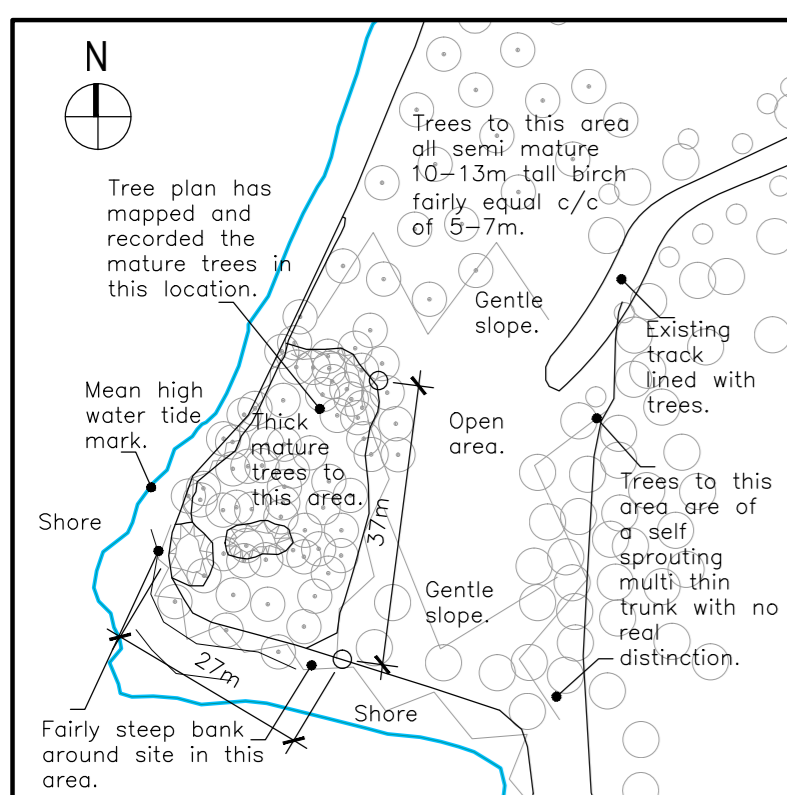 N
Trees to this area
all semi mature
10-13m tall birch
fairly equal c/c
of 5-7m.
Tree plan has
mapped and
recorded the
mature trees in
this location.
Gentle
slope.
Existing
track
lined with
trees.
Mean high
water tide
mark.
Thick
mature
trees to
this area.
Open
area.
37m
Shore
Trees to this
area are of
a self
sprouting
multi thin
trunk with no
real
distinction.
Gentle
slope.
27m
Shore
Fairly steep bank
around site in this
area.